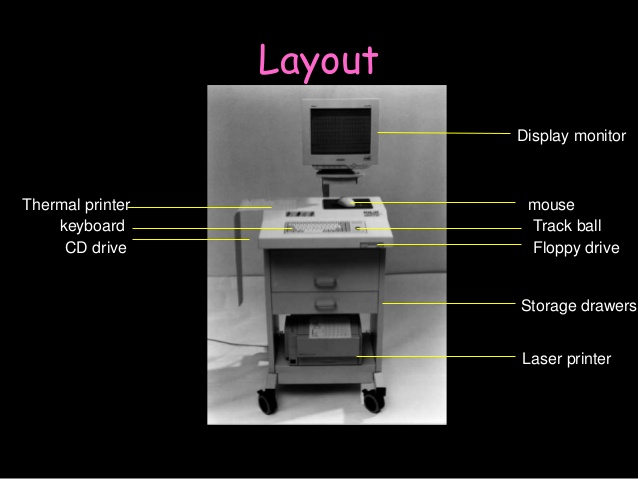 Layout
Display monitor
Thermal printer
mouse
keyboard
Track ball
CD drive
Floppy drive
Storage drawers
Laser printer